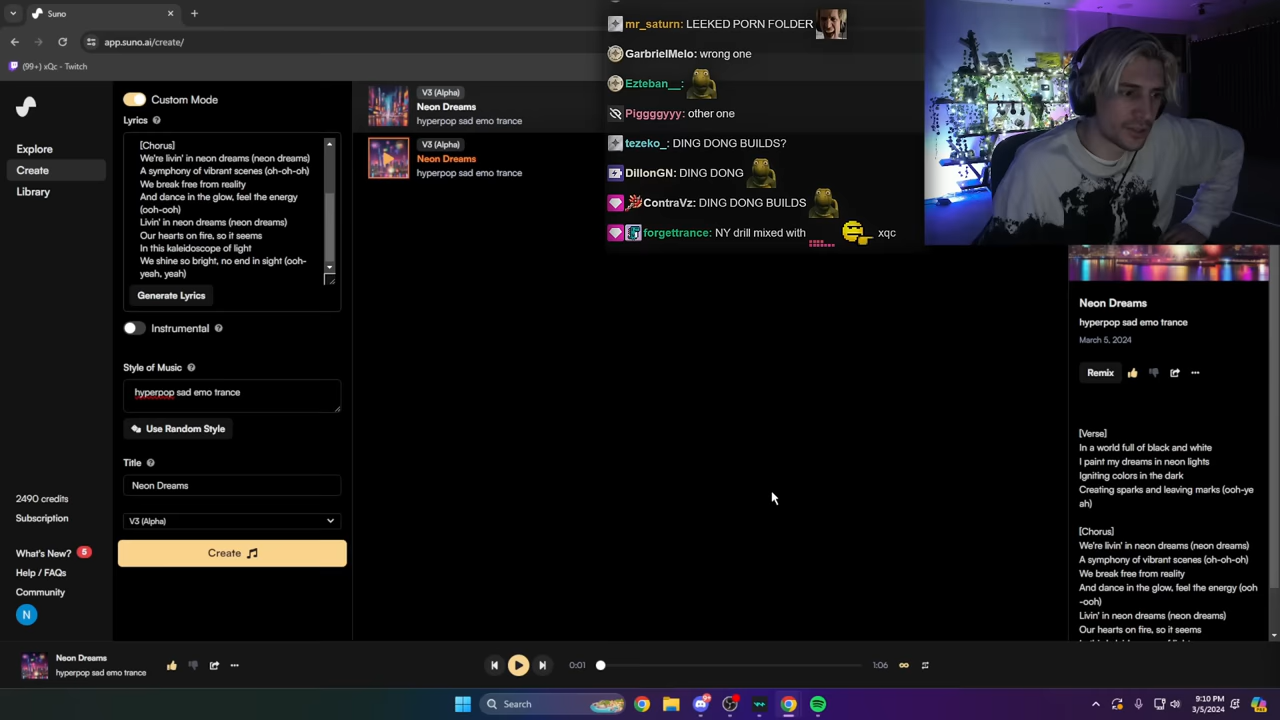 Suno
app.suno.ai/create/
(99+) xQc - Twitch
mr_saturn: LEEKED PORN FOLDER
GarbrielMelo: wrong one
Ezteban__:
Piggggyyy: other one
tezeko_: DING DONG BUILDS?
DillonGN: DING DONG
ContraVz: DING DONG BUILDS
forgettrance: NY drill mixed with xqc
Explore
Create
Library
2490 credits
Subscription
What's New? 5
Help / FAQs
Community
N
Custom Mode
Lyrics
[Chorus]
We're livin' in neon dreams (neon dreams)
A symphony of vibrant scenes (oh-oh-oh)
We break free from reality
And dance in the glow, feel the energy
(ooh-ooh)
Livin' in neon dreams (neon dreams)
Our hearts on fire, so it seems
In this kaleidoscope of light
We shine so bright, no end in sight (ooh-
yeah, yeah)
Generate Lyrics
Instrumental
Style of Music
hyperpop sad emo trance
Use Random Style
Title
Neon Dreams
V3 (Alpha)
Create
V3 (Alpha)
Neon Dreams
hyperpop sad emo trance
V3 (Alpha)
Neon Dreams
hyperpop sad emo trance
Neon Dreams
hyperpop sad emo trance
March 5, 2024
Remix
[Verse]
In a world full of black and white
I paint my dreams in neon lights
Igniting colors in the dark
Creating sparks and leaving marks (ooh-ye
ah)
[Chorus]
We're livin' in neon dreams (neon dreams)
A symphony of vibrant scenes (oh-oh-oh)
We break free from reality
And dance in the glow, feel the energy (ooh
-ooh)
Livin' in neon dreams (neon dreams)
Our hearts on fire, so it seems
Neon Dreams
hyperpop sad emo trance
0:01
1:06
Search
9:10 PM
3/5/2024